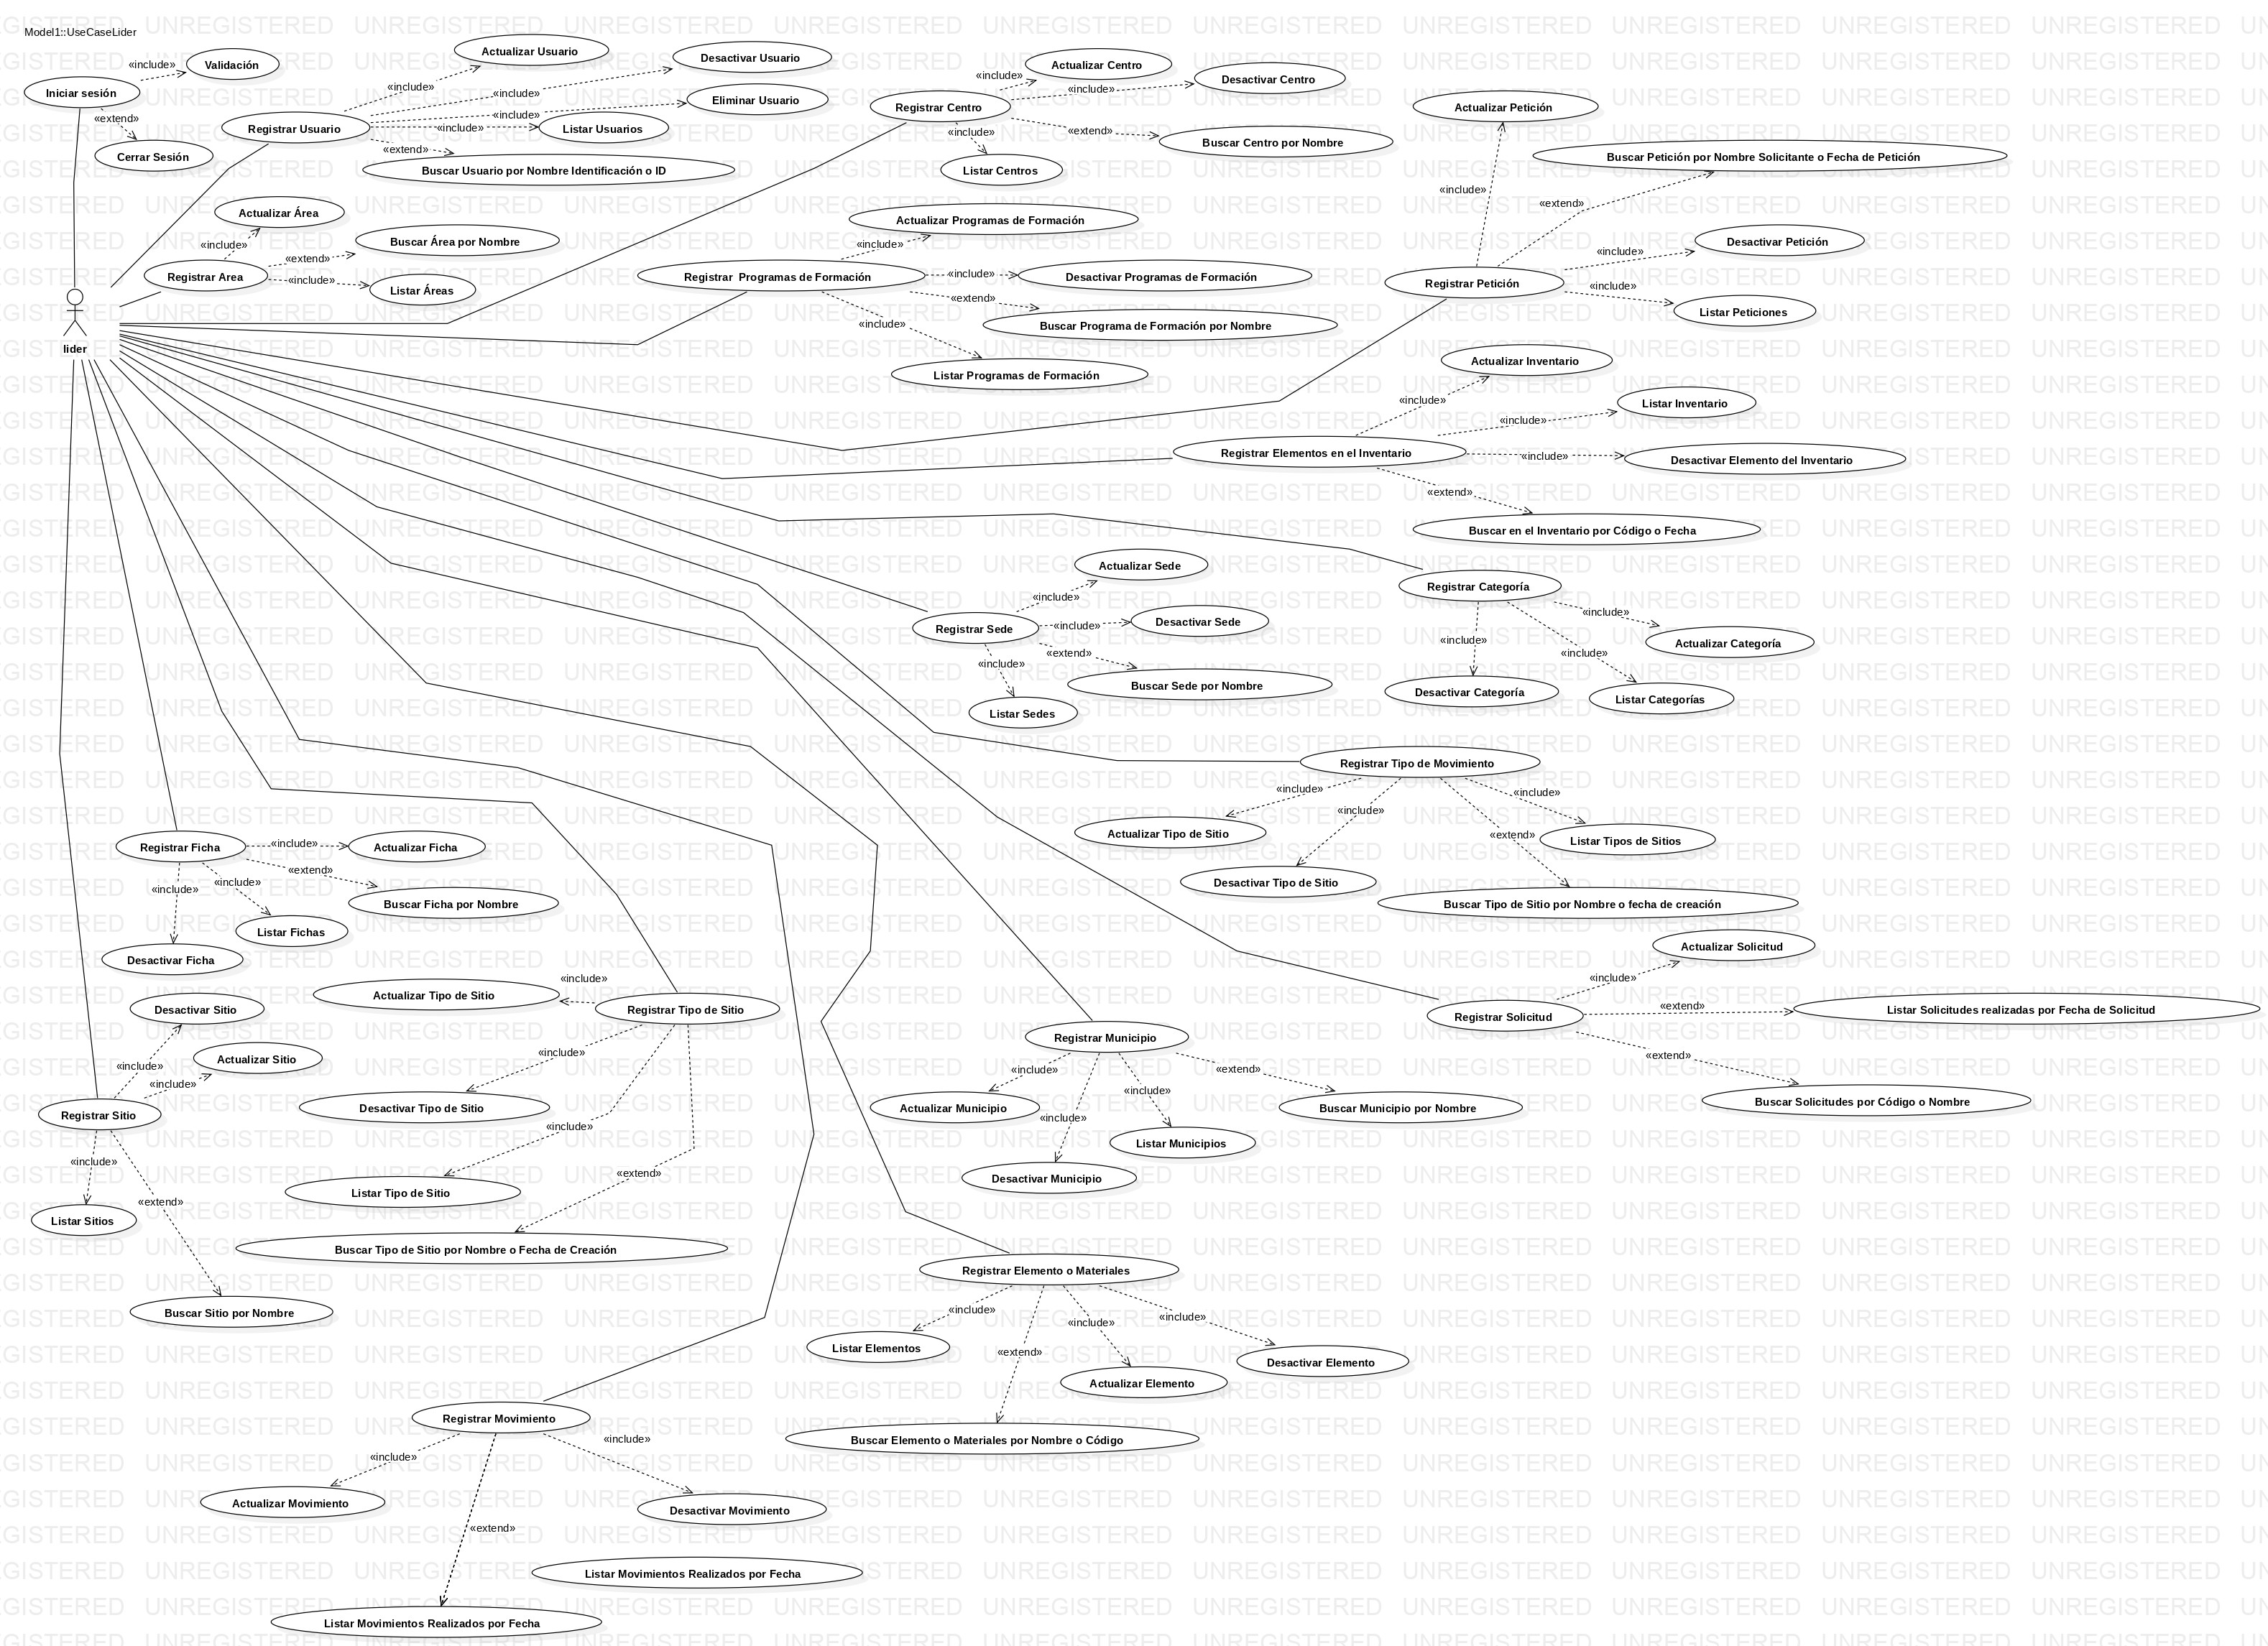 Model1::UseCaseLider
Iniciar sesión
«include»
Validación
«extend»
Cerrar Sesión
Registrar Usuario
«include»
Actualizar Usuario
«include»
Desactivar Usuario
«include»
Eliminar Usuario
«include»
Listar Usuarios
«extend»
Buscar Usuario por Nombre Identificación o ID
Registrar Area
«include»
Actualizar Área
«extend»
Buscar Área por Nombre
«include»
Listar Áreas
lider
Registrar Centro
«include»
Actualizar Centro
«include»
Desactivar Centro
«extend»
Buscar Centro por Nombre
«include»
Listar Centros
Registrar  Programas de Formación
«include»
Actualizar Programas de Formación
«include»
Desactivar Programas de Formación
«extend»
Buscar Programa de Formación por Nombre
«include»
Listar Programas de Formación
Registrar Petición
«include»
Actualizar Petición
«extend»
Buscar Petición por Nombre Solicitante o Fecha de Petición
«include»
Desactivar Petición
«include»
Listar Peticiones
Registrar Elementos en el Inventario
«include»
Actualizar Inventario
«include»
Listar Inventario
«include»
Desactivar Elemento del Inventario
«extend»
Buscar en el Inventario por Código o Fecha
Registrar Sede
«include»
Actualizar Sede
«include»
Desactivar Sede
«extend»
Buscar Sede por Nombre
«include»
Listar Sedes
Registrar Categoría
«include»
Actualizar Categoría
«include»
Desactivar Categoría
«include»
Listar Categorías
Registrar Tipo de Movimiento
«include»
Actualizar Tipo de Sitio
«include»
Desactivar Tipo de Sitio
«extend»
Buscar Tipo de Sitio por Nombre o fecha de creación
«include»
Listar Tipos de Sitios
Registrar Ficha
«include»
Actualizar Ficha
«extend»
Buscar Ficha por Nombre
«include»
Listar Fichas
«include»
Desactivar Ficha
Registrar Sitio
«include»
Desactivar Sitio
«include»
Actualizar Sitio
«include»
Listar Sitios
«extend»
Buscar Sitio por Nombre
Registrar Tipo de Sitio
«include»
Actualizar Tipo de Sitio
«include»
Desactivar Tipo de Sitio
«include»
Listar Tipo de Sitio
«extend»
Buscar Tipo de Sitio por Nombre o Fecha de Creación
Registrar Municipio
«include»
Actualizar Municipio
«include»
Desactivar Municipio
«include»
Listar Municipios
«extend»
Buscar Municipio por Nombre
Registrar Solicitud
«include»
Actualizar Solicitud
«extend»
Listar Solicitudes realizadas por Fecha de Solicitud
«extend»
Buscar Solicitudes por Código o Nombre
Registrar Elemento o Materiales
«include»
Listar Elementos
«extend»
Buscar Elemento o Materiales por Nombre o Código
«include»
Actualizar Elemento
«include»
Desactivar Elemento
Registrar Movimiento
«include»
Actualizar Movimiento
«include»
Desactivar Movimiento
«extend»
Listar Movimientos Realizados por Fecha
Listar Movimientos Realizados por Fecha
UNREGISTERED